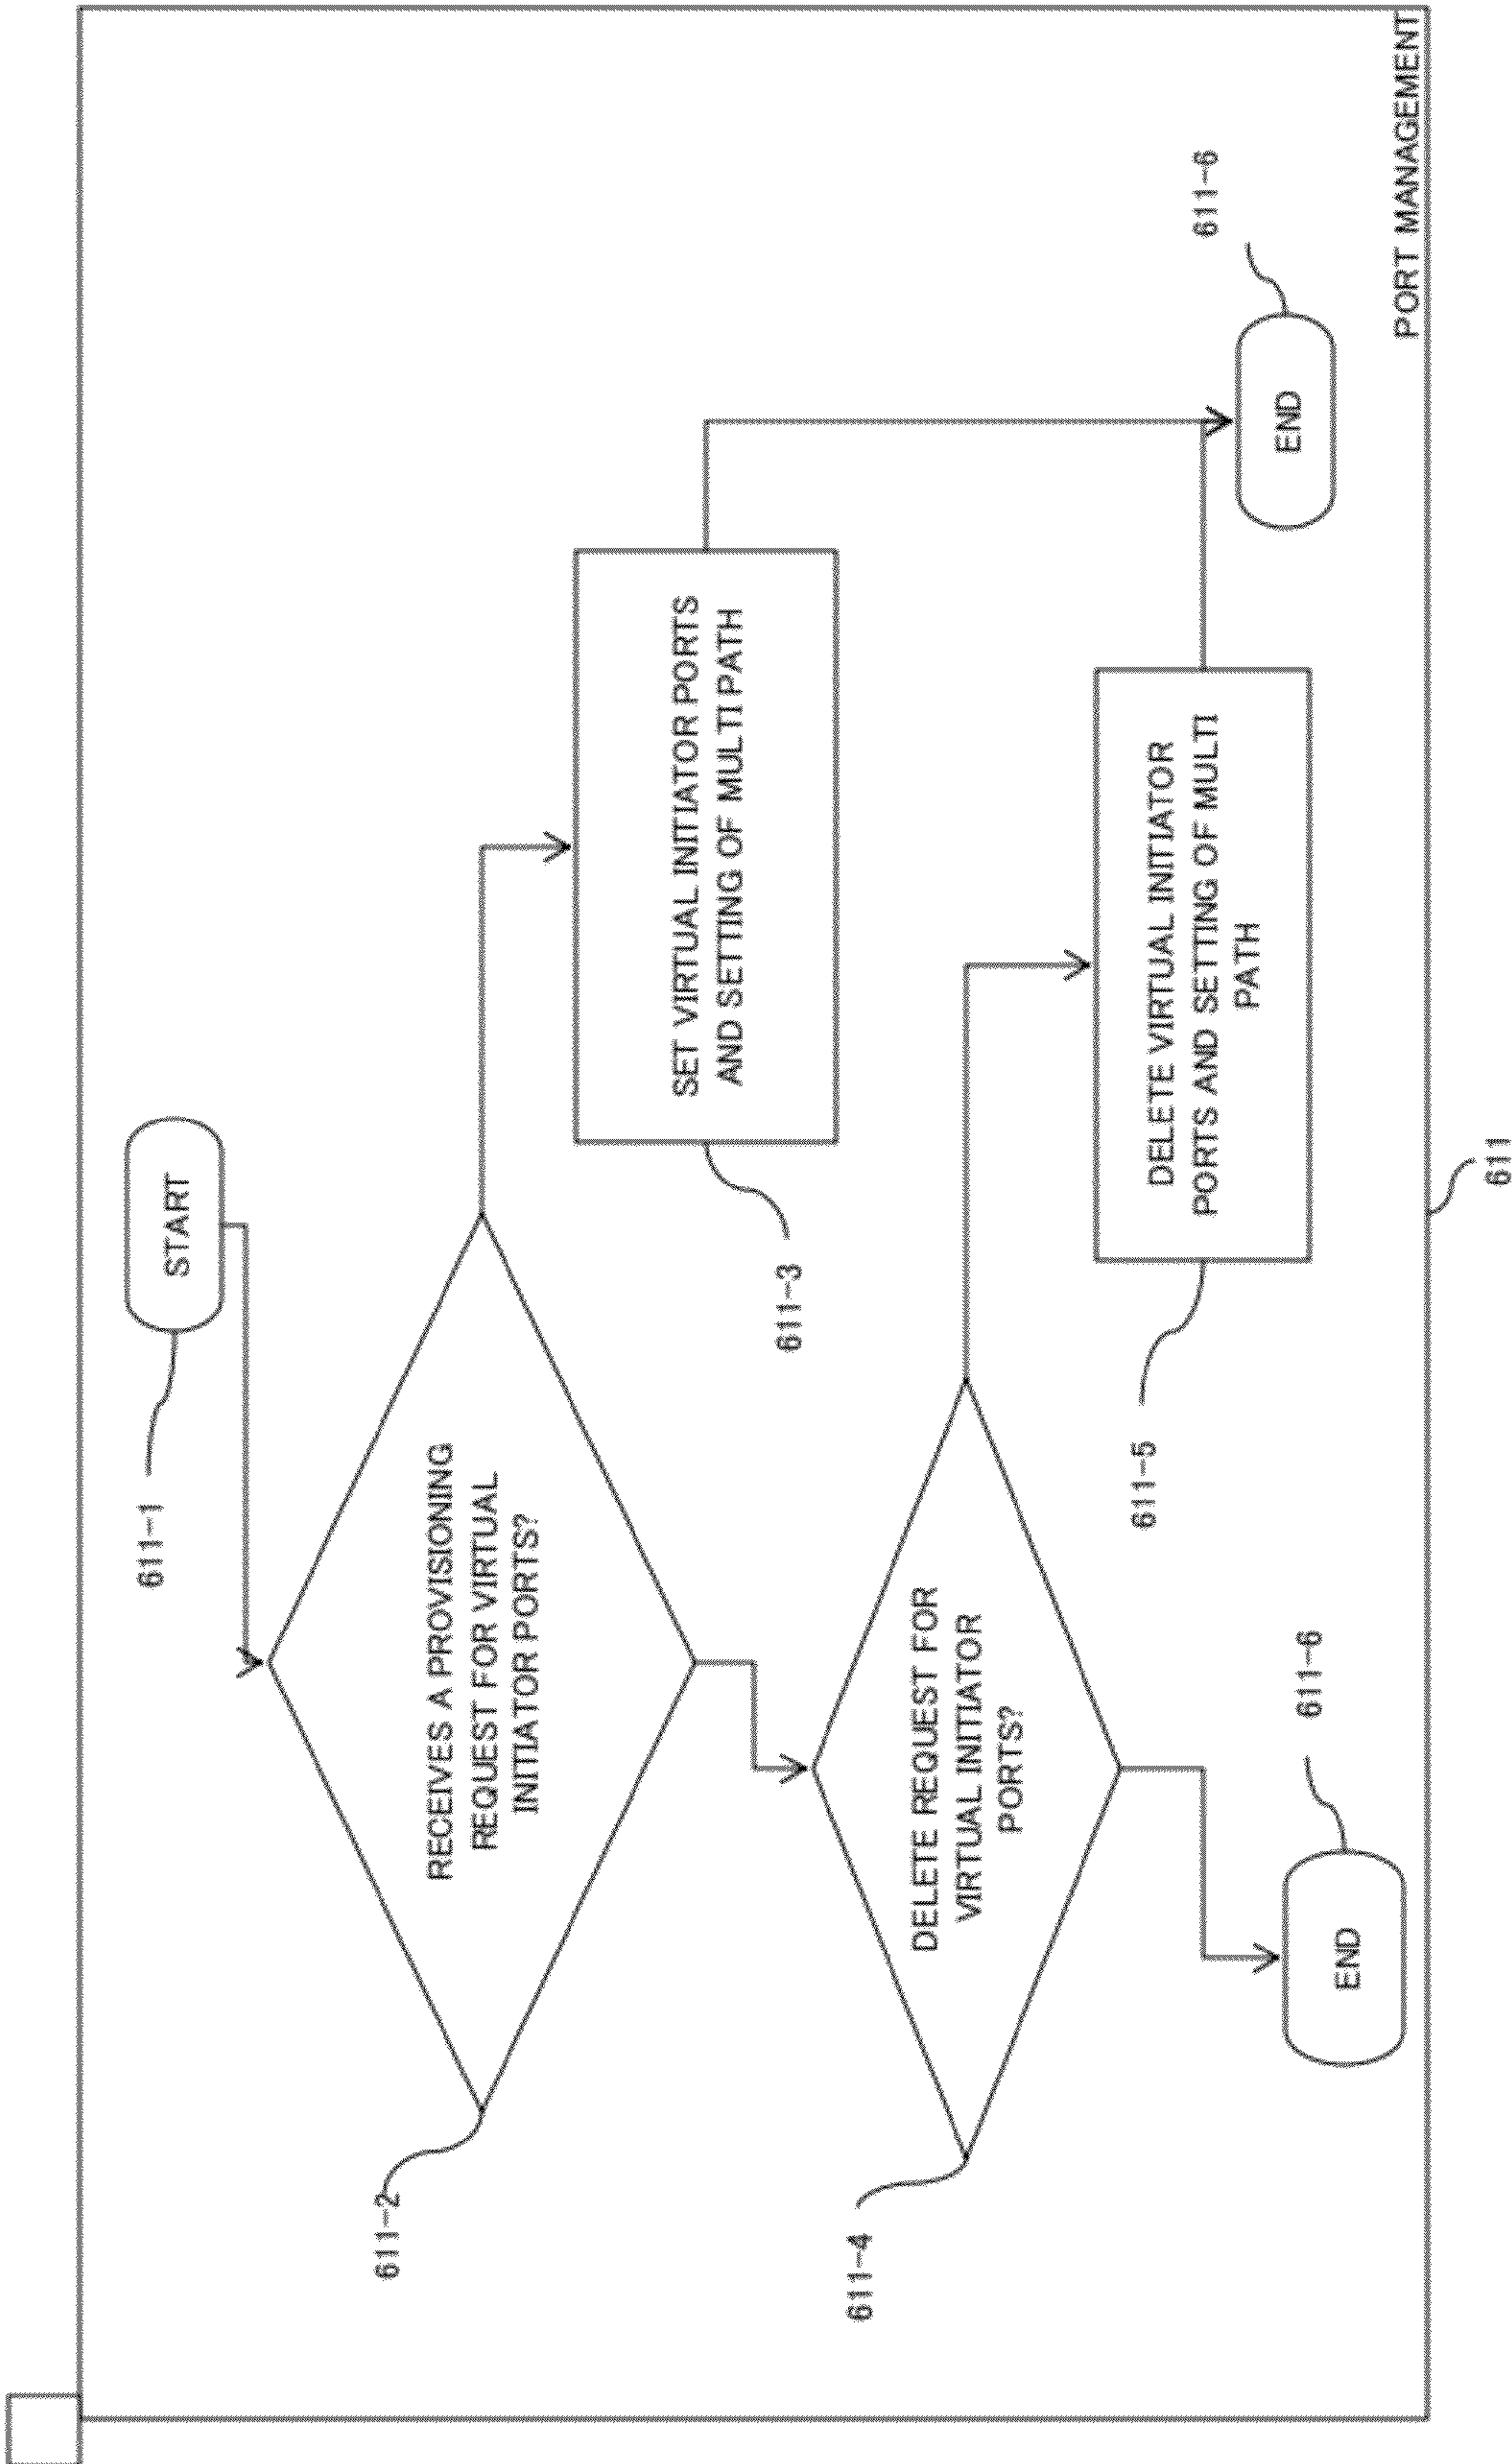 START
611-1
RECEIVES A PROVISIONING
REQUEST FOR VIRTUAL
INITIATOR PORTS?
611-2
SET VIRTUAL INITIATOR PORTS
AND SETTING OF MULTI PATH
611-3
DELETE REQUEST FOR
VIRTUAL INITIATOR
PORTS?
611-4
DELETE VIRTUAL INITIATOR
PORTS AND SETTING OF MULTI
PATH
611-5
END
611-6
END
611-6
PORT MANAGEMENT
611